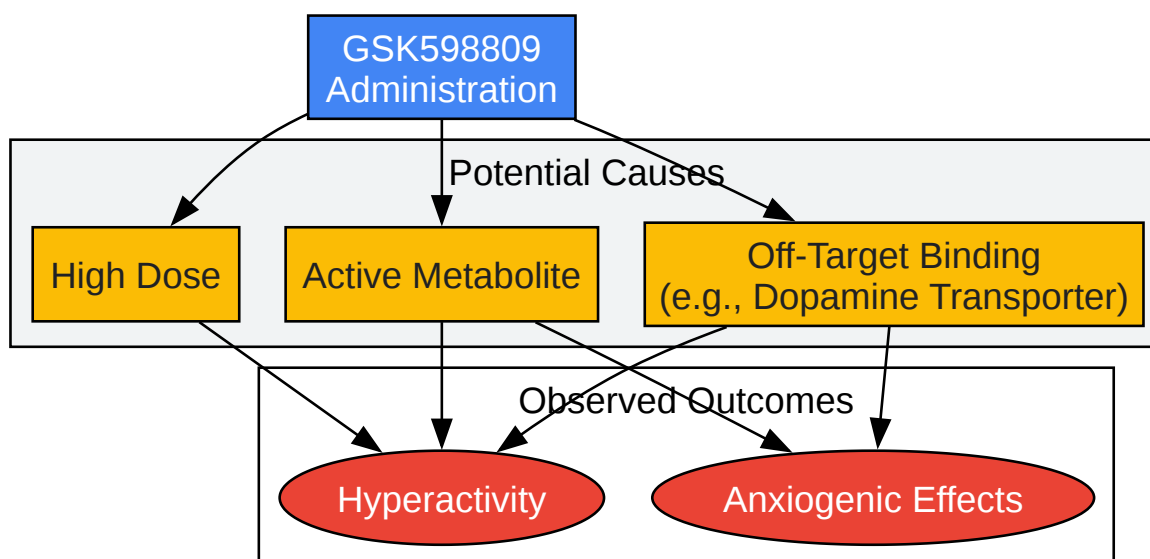 GSK598809
Administration
Potential Causes
High Dose
Active Metabolite
Off-Target Binding
(e.g., Dopamine Transporter)
Observed Outcomes
Hyperactivity
Anxiogenic Effects